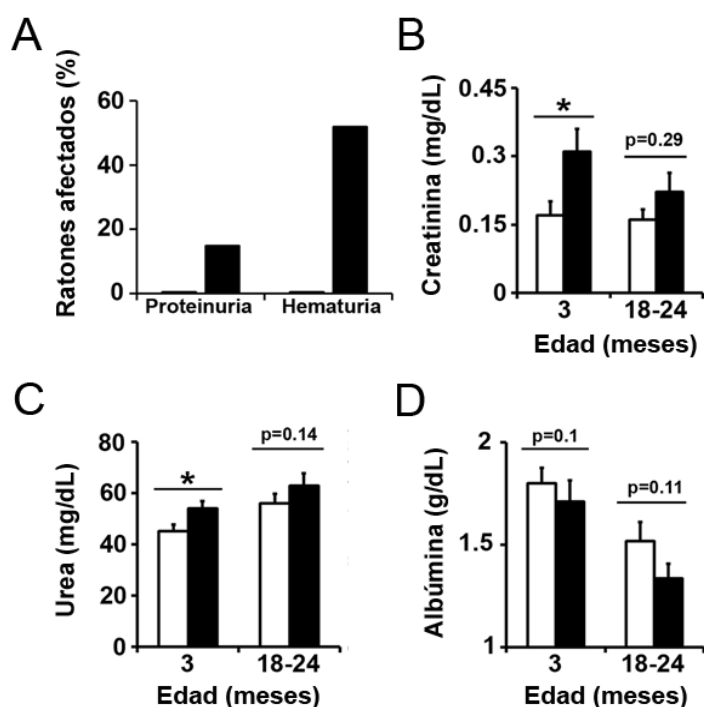 A
Ratones afectados (%)
60
40
20
0
Proteinuria Hematuria
B
Creatinina (mg/dL)
0.45
0.3
0.15
0
*
p=0.29
3 18-24
Edad (meses)
C
Urea (mg/dL)
80
60
40
20
0
*
p=0.14
3 18-24
Edad (meses)
D
Albúmina (g/dL)
2
1.5
1
p=0.1
p=0.11
3 18-24
Edad (meses)